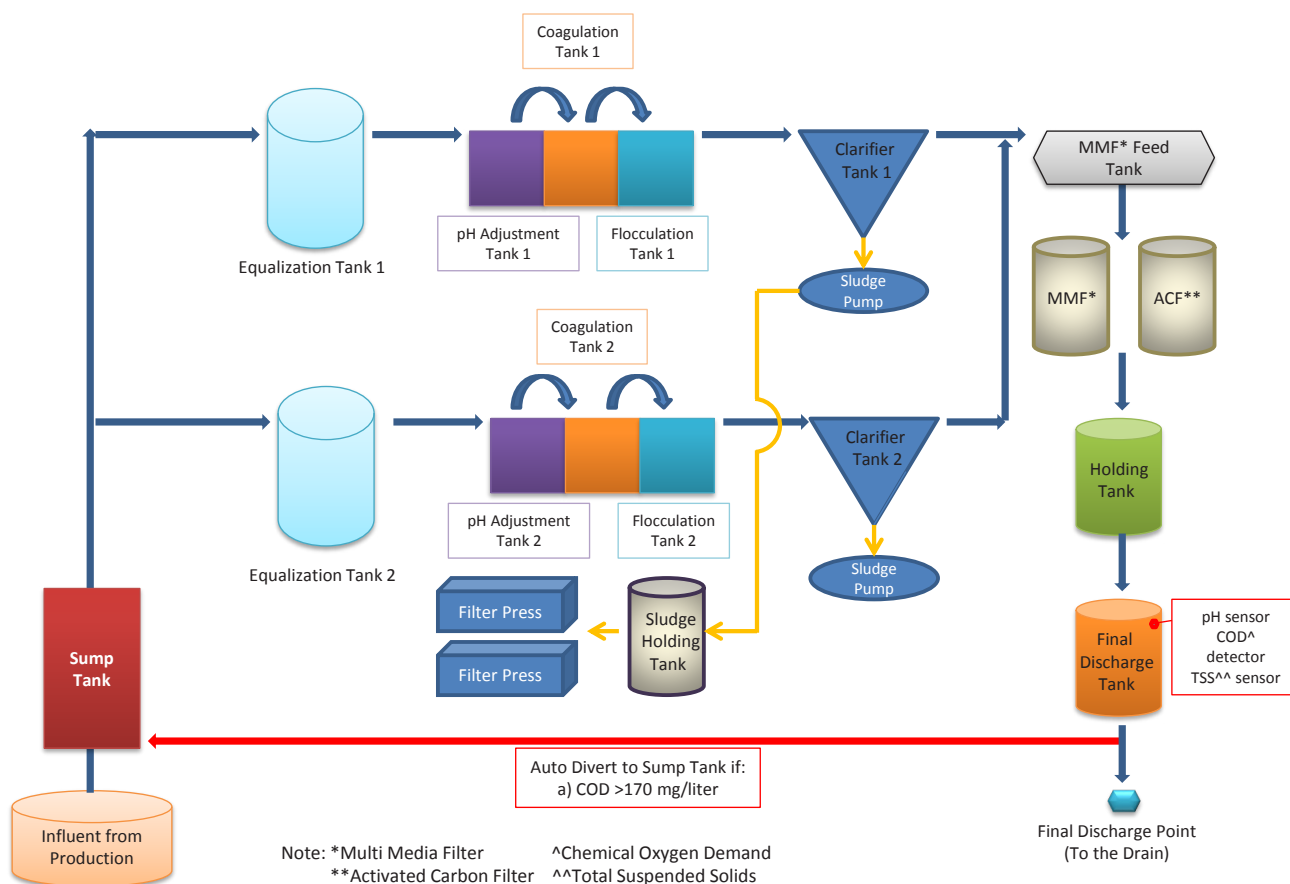 Coagulation
Tank 1
Equalization Tank 1
pH Adjustment
Tank 1
Flocculation
Tank 1
Clarifier
Tank 1
Sludge
Pump
MMF* Feed
Tank
MMF*
ACF**
Coagulation
Tank 2
Equalization Tank 2
pH Adjustment
Tank 2
Flocculation
Tank 2
Clarifier
Tank 2
Sludge
Pump
Holding
Tank
Filter Press
Filter Press
Sludge
Holding
Tank
Final
Discharge
Tank
pH sensor
COD^
detector
TSS^^ sensor
Sump
Tank
Auto Divert to Sump Tank if:
a) COD >170 mg/liter
Influent from
Production
Final Discharge Point
(To the Drain)
Note: *Multi Media Filter ^Chemical Oxygen Demand
**Activated Carbon Filter ^^Total Suspended Solids